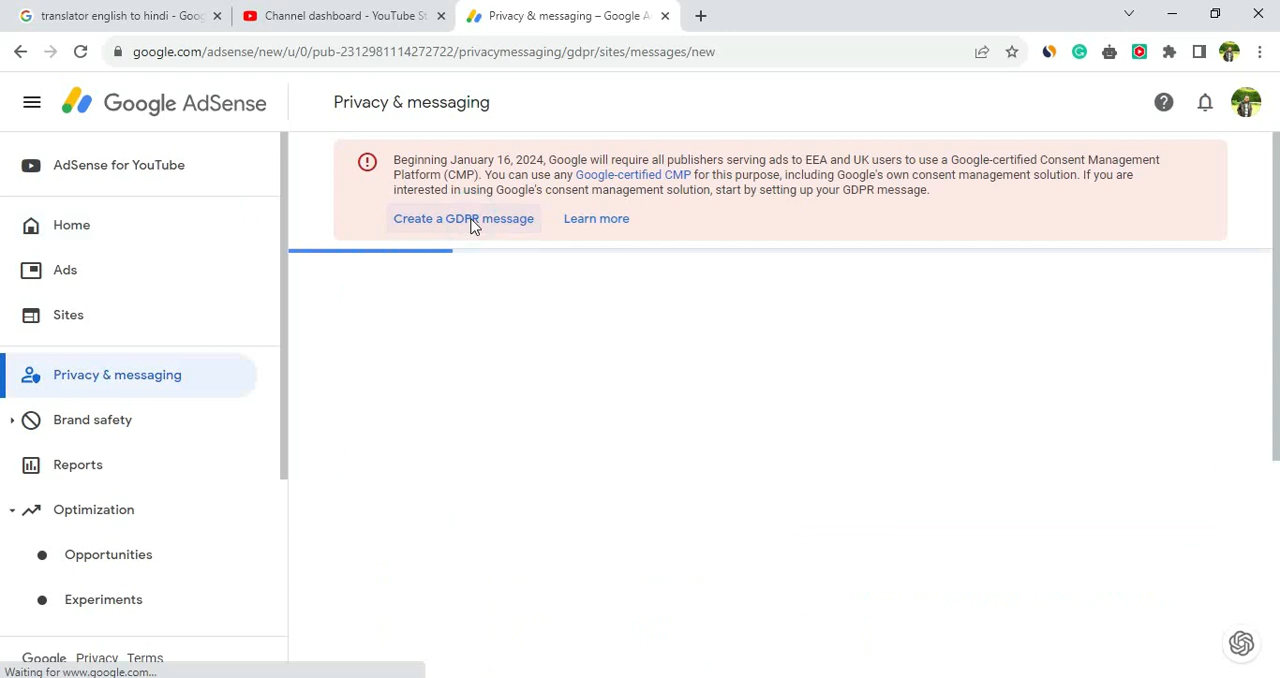 translator english to hindi - Goog
Channel dashboard - YouTube St
Privacy & messaging – Google A
google.com/adsense/new/u/0/pub-2312981114272722/privacymessaging/gdpr/sites/messages/new
Google AdSense
Privacy & messaging
AdSense for YouTube
Home
Ads
Sites
Privacy & messaging
Brand safety
Reports
Optimization
Opportunities
Experiments
Google Privacy Terms
Beginning January 16, 2024, Google will require all publishers serving ads to EEA and UK users to use a Google-certified Consent Management
Platform (CMP). You can use any Google-certified CMP for this purpose, including Google's own consent management solution. If you are
interested in using Google's consent management solution, start by setting up your GDPR message.
Create a GDPR message Learn more
Waiting for www.google.com...